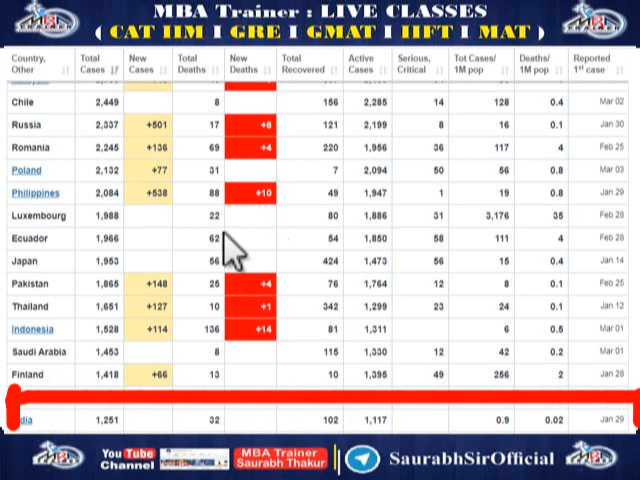 MBA Trainer : LIVE CLASSES
( CAT IIM I GRE I GMAT I IIFT I MAT )
Country, Other Total Cases New Cases Total Deaths New Deaths Total Recovered Active Cases Serious, Critical Tot Cases/ 1M pop Deaths/ 1M pop Reported 1st case
Chile 2,449 8 156 2,285 14 128 0.4 Mar 02
Russia 2,337 +501 17 +8 121 2,199 8 16 0.1 Jan 30
Romania 2,245 +136 69 +4 220 1,956 36 117 4 Feb 25
Poland 2,132 +77 31 7 2,094 50 56 0.8 Mar 03
Philippines 2,084 +538 88 +10 49 1,947 1 19 0.8 Jan 29
Luxembourg 1,988 22 80 1,886 31 3,176 35 Feb 28
Ecuador 1,966 62 54 1,850 58 111 4 Feb 28
Japan 1,953 56 424 1,473 56 15 0.4 Jan 14
Pakistan 1,865 +148 25 +4 76 1,764 12 8 0.1 Feb 25
Thailand 1,651 +127 10 +1 342 1,299 23 24 0.1 Jan 12
Indonesia 1,528 +114 136 +14 81 1,311 6 0.5 Mar 01
Saudi Arabia 1,453 8 115 1,330 12 42 0.2 Mar 01
Finland 1,418 +66 13 10 1,395 49 256 2 Jan 28
dia 1,251 32 102 1,117 0.9 0.02 Jan 29
You Tube Channel MBA Trainer Saurabh Thakur SaurabhSirOfficial